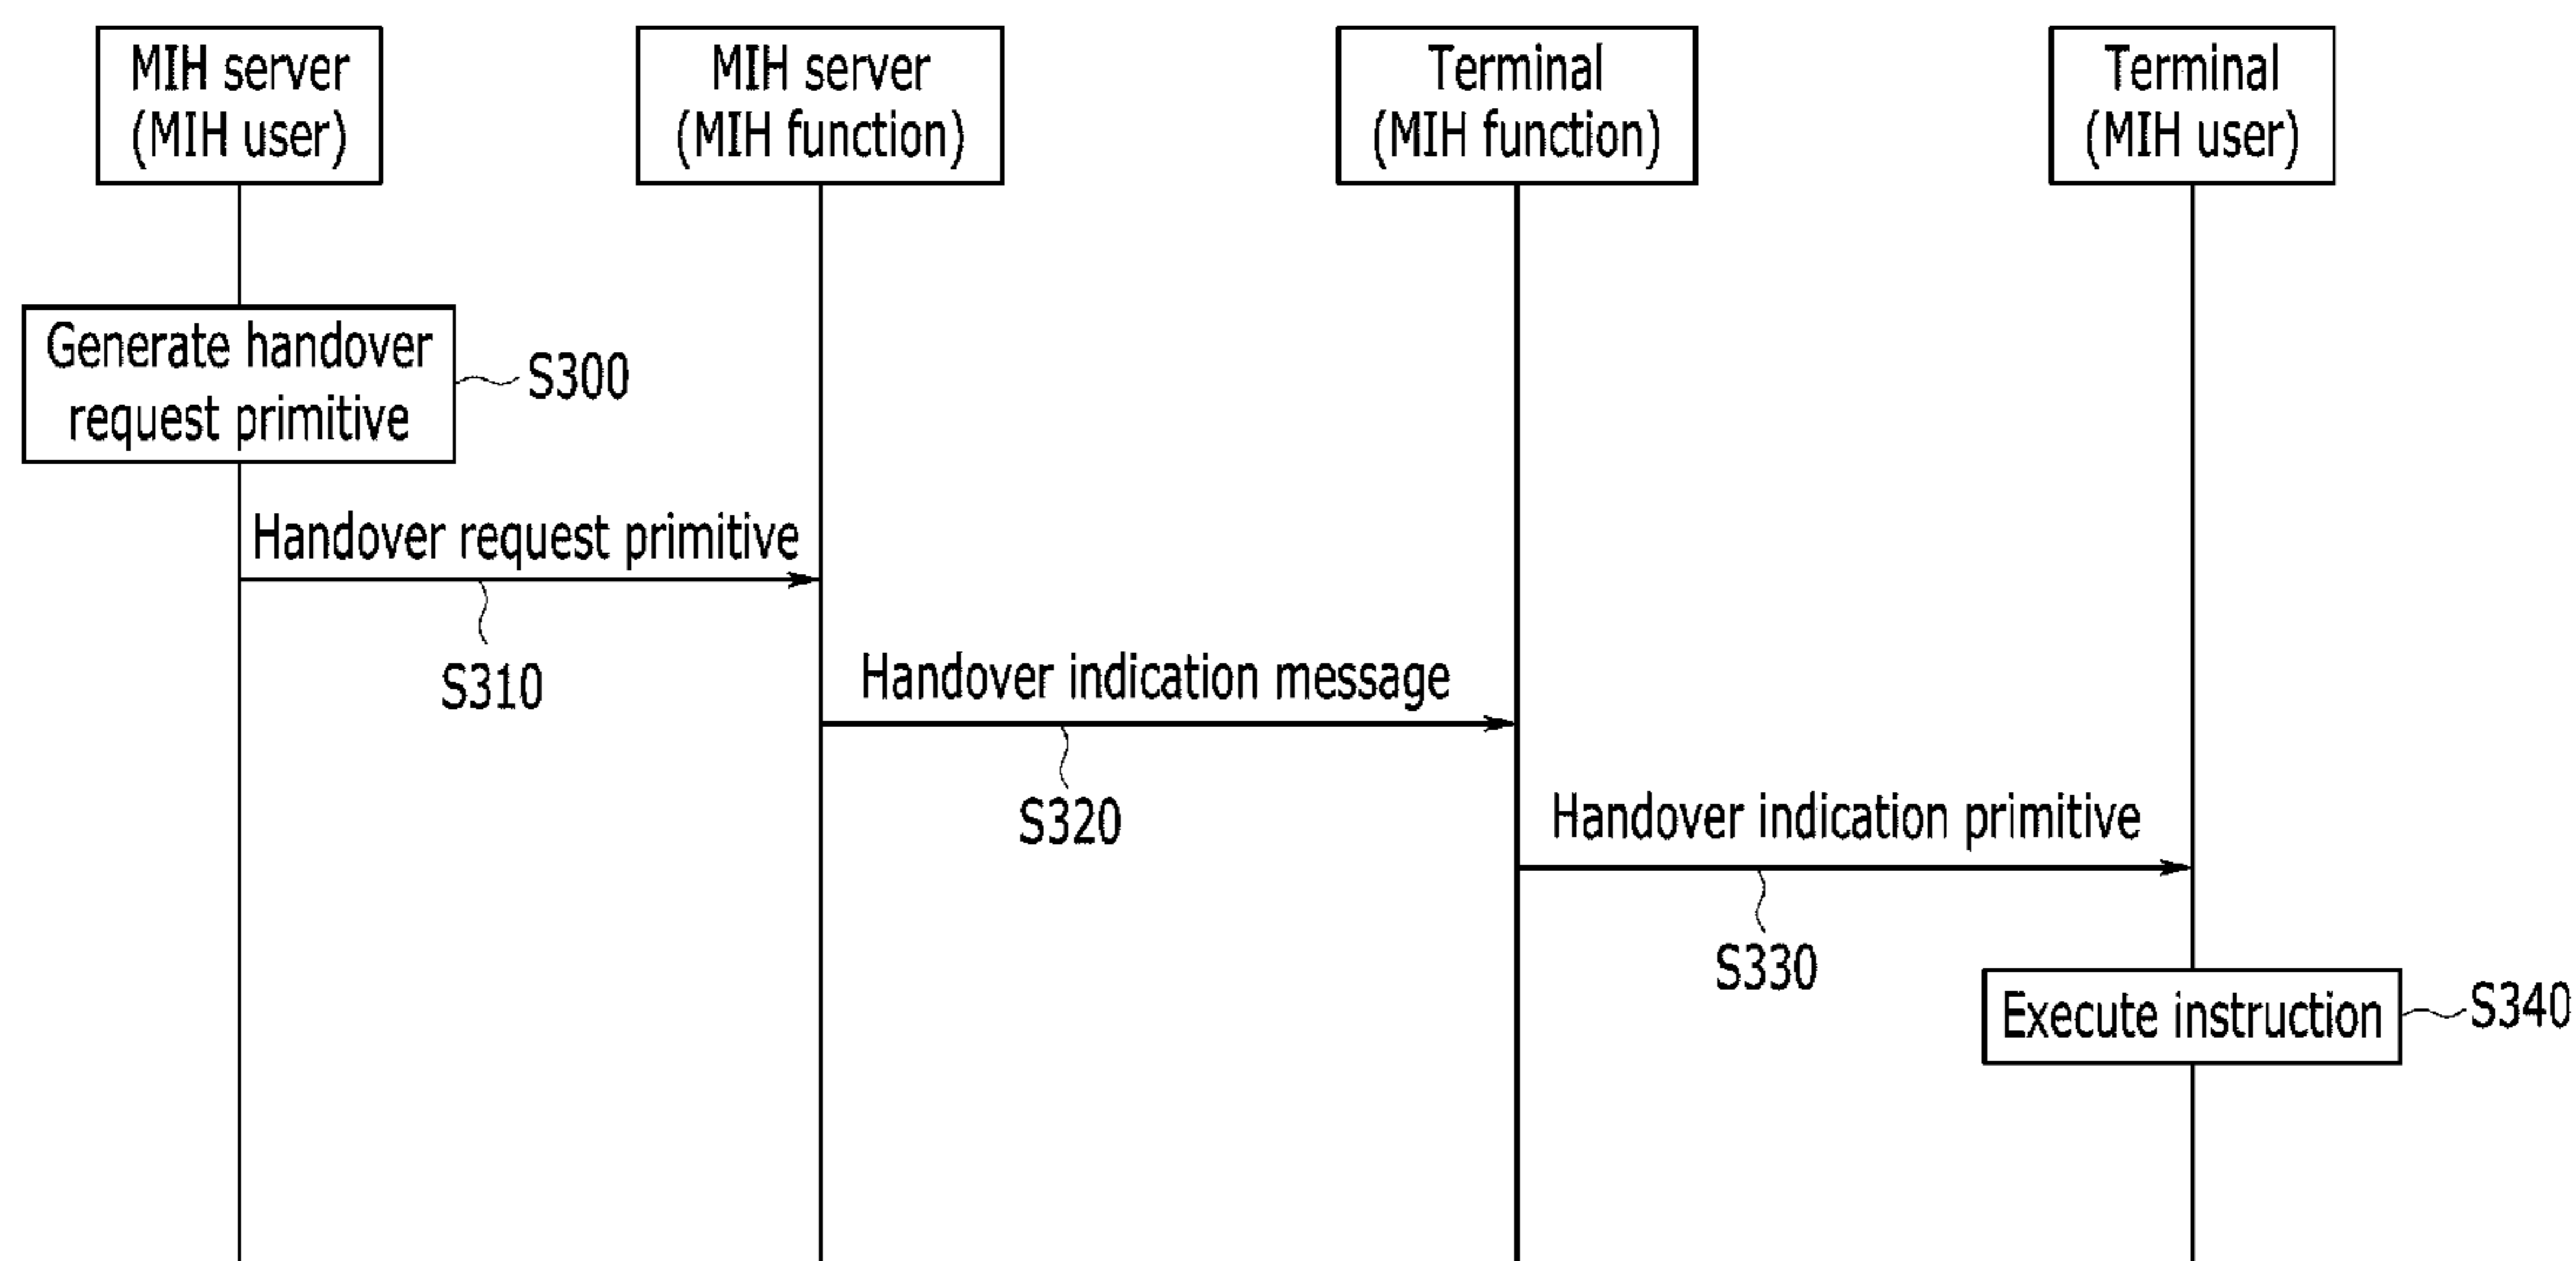 MIH server
(MIH user)
MIH server
(MIH function)
Terminal
(MIH function)
Terminal
(MIH user)
Generate handover
request primitive
S300
Handover request primitive
S310
Handover indication message
S320
Handover indication primitive
S330
Execute instruction
S340